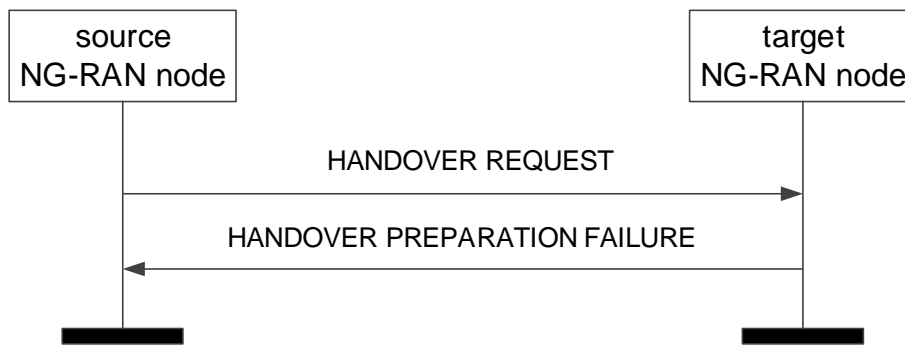 source
NG-RAN node
target
NG-RAN node
HANDOVER REQUEST
HANDOVER PREPARATION FAILURE